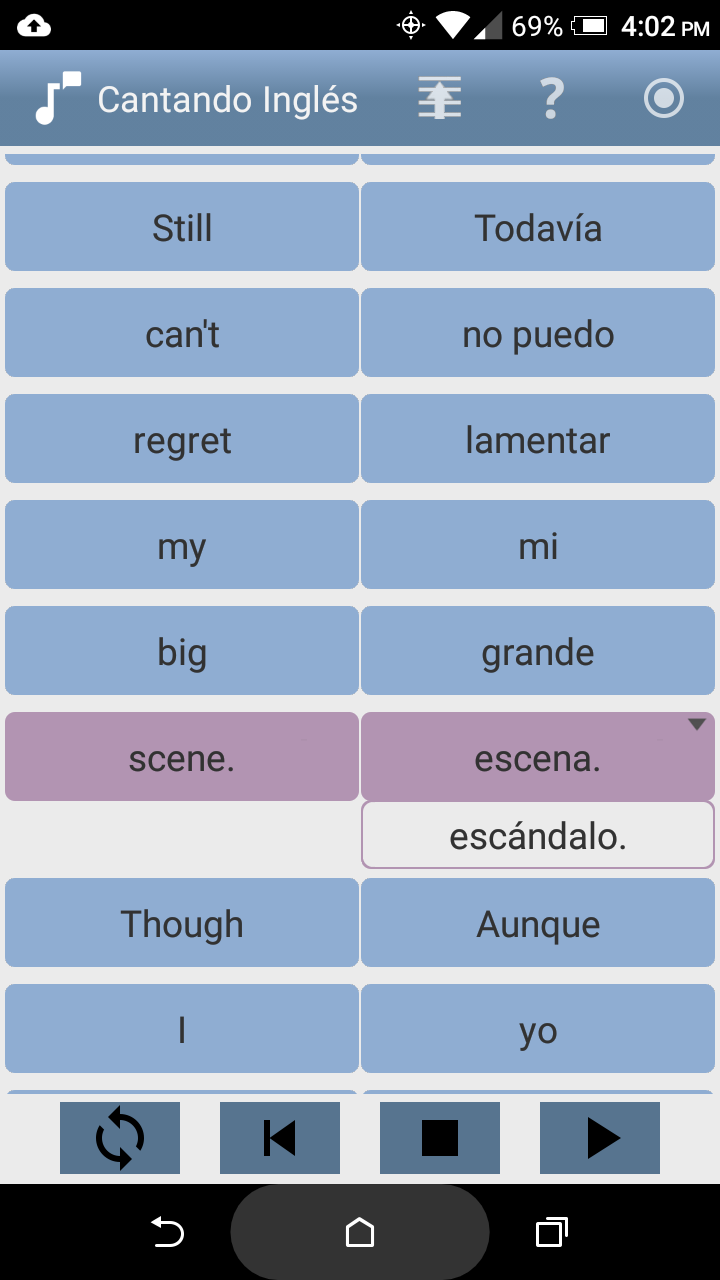 69% 4:02 PM
Cantando Inglés ?
Still Todavía
can't no puedo
regret lamentar
my mi
big grande
scene. escena.
escándalo.
Though Aunque
I yo